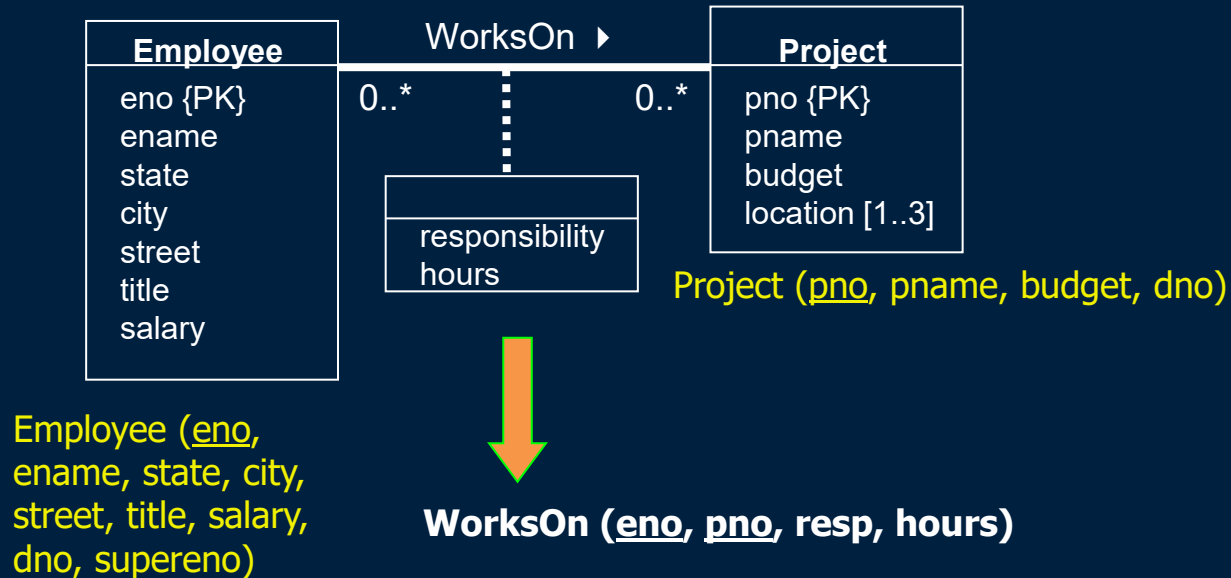 Employee
eno {PK}
ename
state
city
street
title
salary
WorksOn ▸
0..*
0..*
responsibility
hours
Project
pno {PK}
pname
budget
location [1..3]
Project (pno, pname, budget, dno)
Employee (eno,
ename, state, city,
street, title, salary,
dno, supereno)
WorksOn (eno, pno, resp, hours)